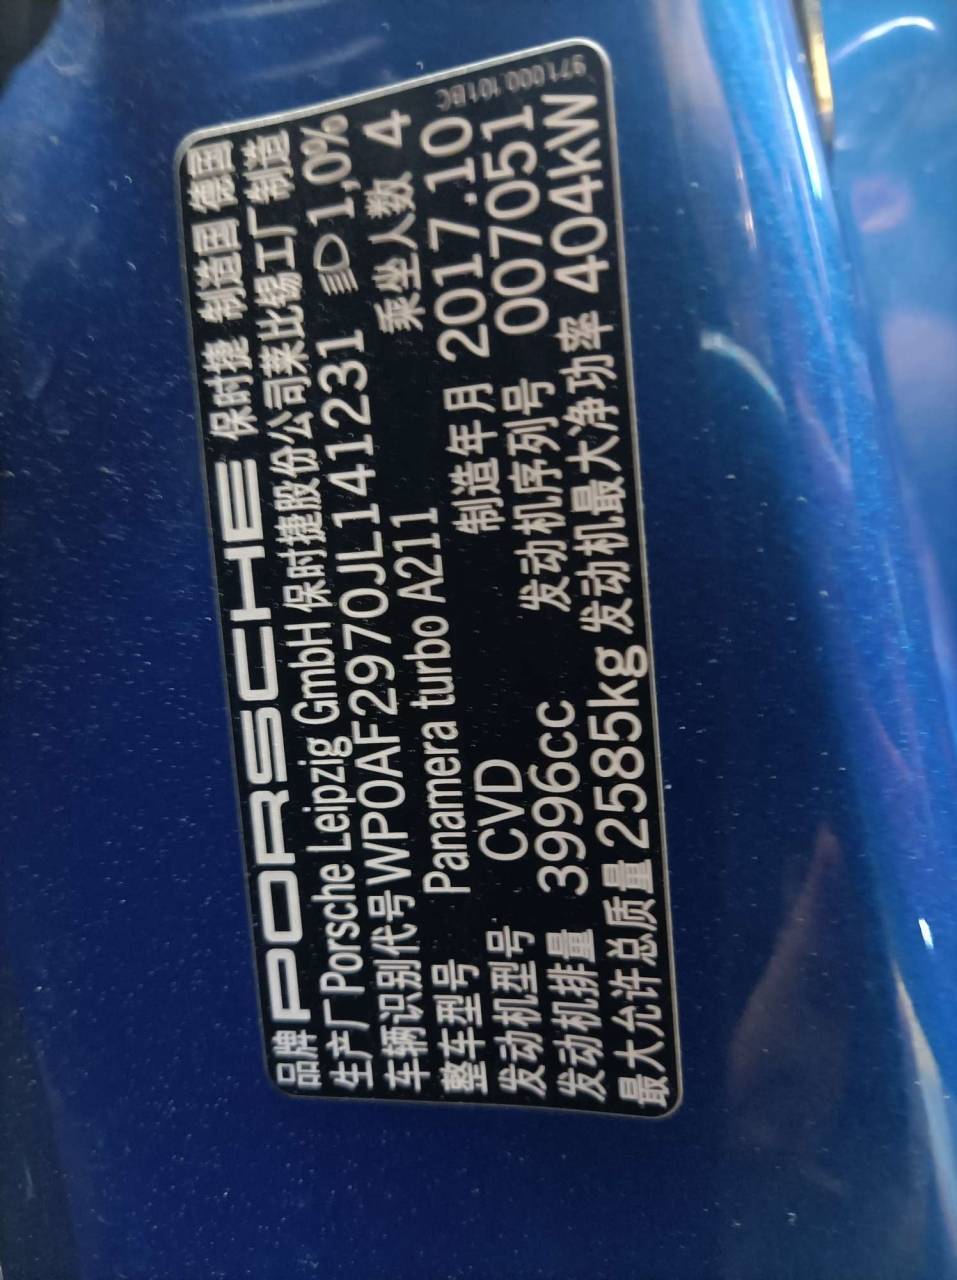 品牌 PORSCHE 保时捷 制造国 德国
生产厂 Porsche Leipzig GmbH 保时捷股份公司莱比锡工厂制造
车辆识别代号 WP0AF2970JL141231 1,0%
整车型号 Panamera turbo A211 乘坐人数 4
发动机型号 CVD 制造年月 2017.10
发动机排量 3996cc 发动机序列号 007051
最大允许总质量 2585kg 发动机最大净功率 404kW
971.000.101.BC